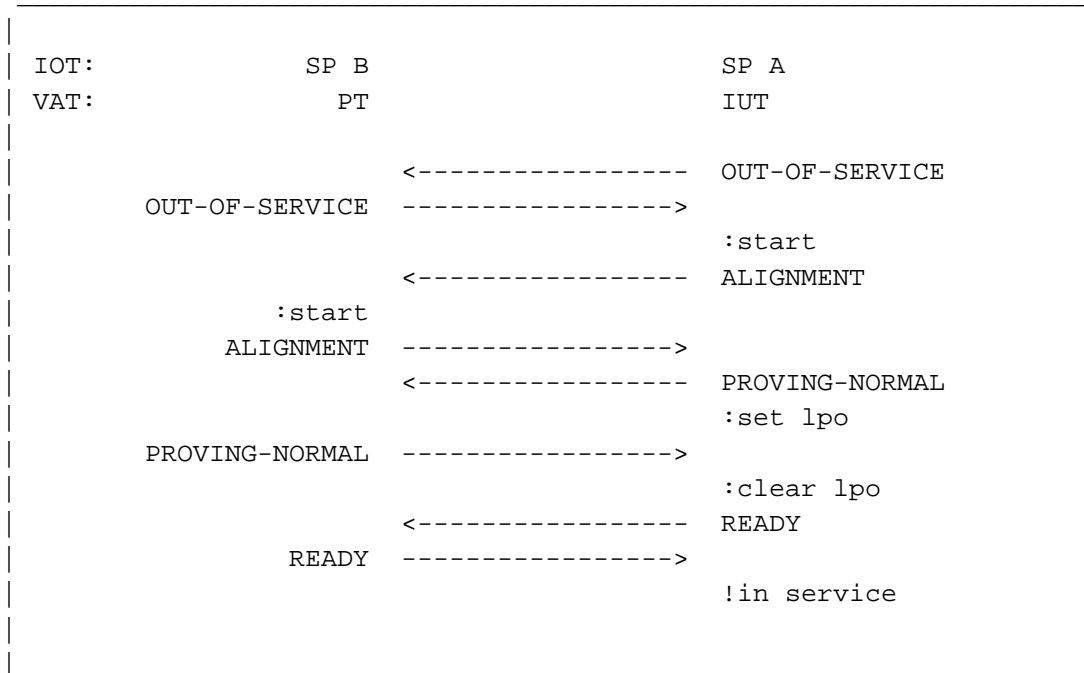 IOT: SP B SP A
VAT: PT IUT
<----------------- OUT-OF-SERVICE
OUT-OF-SERVICE ----------------->
:start
<----------------- ALIGNMENT
:start
ALIGNMENT ----------------->
<----------------- PROVING-NORMAL
:set lpo
PROVING-NORMAL ----------------->
:clear lpo
<----------------- READY
READY ----------------->
!in service